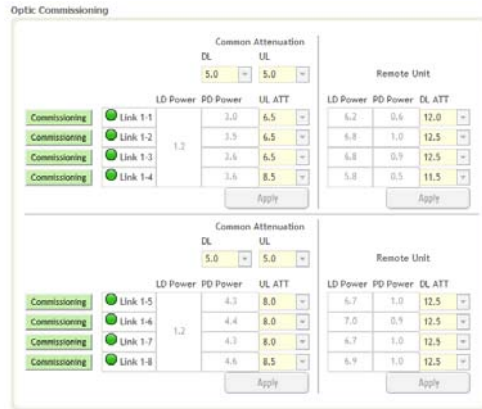 Optic Commissioning
Common Attenuation
DL UL
5.0 5.0 Remote Unit
LD Power PD Power UL ATT LD Power PD Power DL ATT
Commissioning Link 1-1 3.0 6.5 6.2 0.6 12.0
Commissioning Link 1-2 1.2 3.5 6.5 6.8 1.0 12.5
Commissioning Link 1-3 3.6 6.5 6.8 0.9 12.5
Commissioning Link 1-4 3.6 8.5 5.8 0.5 11.5
Apply Apply
Common Attenuation
DL UL
5.0 5.0 Remote Unit
LD Power PD Power UL ATT LD Power PD Power DL ATT
Commissioning Link 1-5 4.3 8.0 6.7 1.0 12.5
Commissioning Link 1-6 1.2 4.4 8.0 7.0 0.9 12.5
Commissioning Link 1-7 4.3 8.0 6.7 1.0 12.5
Commissioning Link 1-8 4.6 8.5 6.9 1.0 12.5
Apply Apply